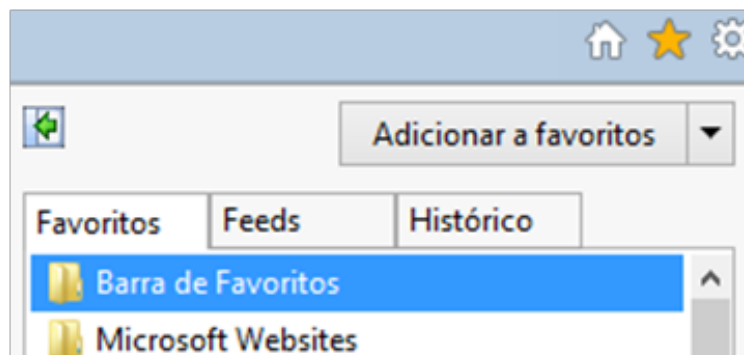 Adicionar a favoritos
Favoritos Feeds Histórico
Barra de Favoritos
Microsoft Websites